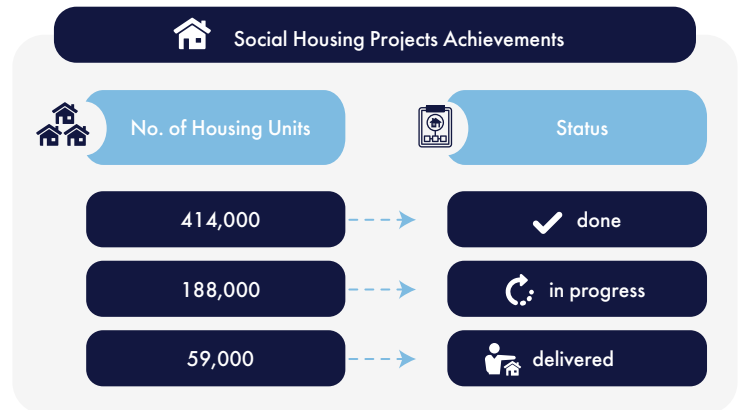 Social Housing Projects Achievements
No. of Housing Units
Status
414,000
done
188,000
in progress
59,000
delivered